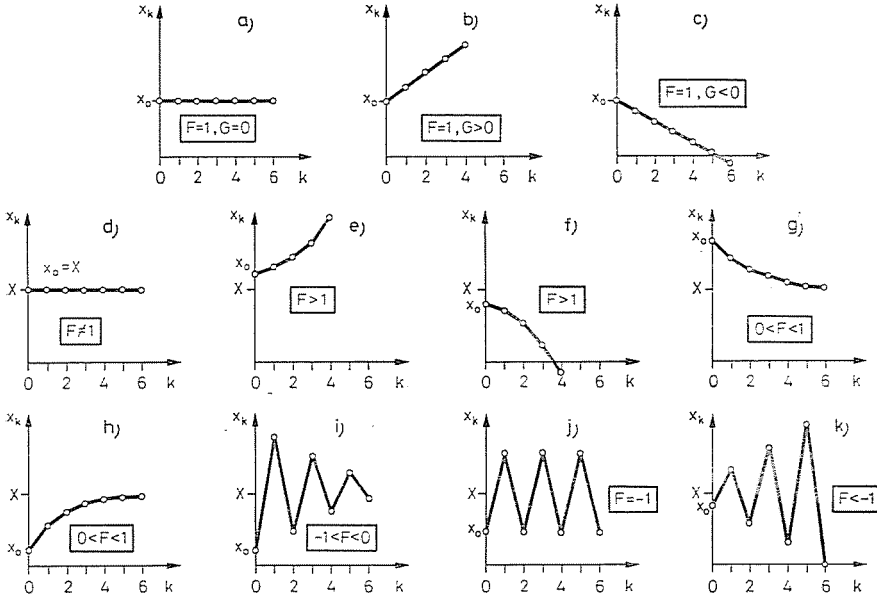 a)
x_k
x_0
F=1, G=0
0 2 4 6 k
b)
x_k
x_0
F=1, G>0
0 2 4 6 k
c)
x_k
x_0
F=1, G<0
0 2 4 6 k
d)
x_k
x_0 = X
X
F≠1
0 2 4 6 k
e)
x_k
x_0
X
F>1
0 2 4 6 k
f)
x_k
X
x_0
F>1
0 2 4 6 k
g)
x_k
x_0
X
0<F<1
0 2 4 6 k
h)
x_k
X
x_0
0<F<1
0 2 4 6 k
i)
x_k
X
x_0
-1<F<0
0 2 4 6 k
j)
x_k
X
x_0
F=-1
0 2 4 6 k
k)
x_k
X
x_0
F<-1
0 2 4 6 k